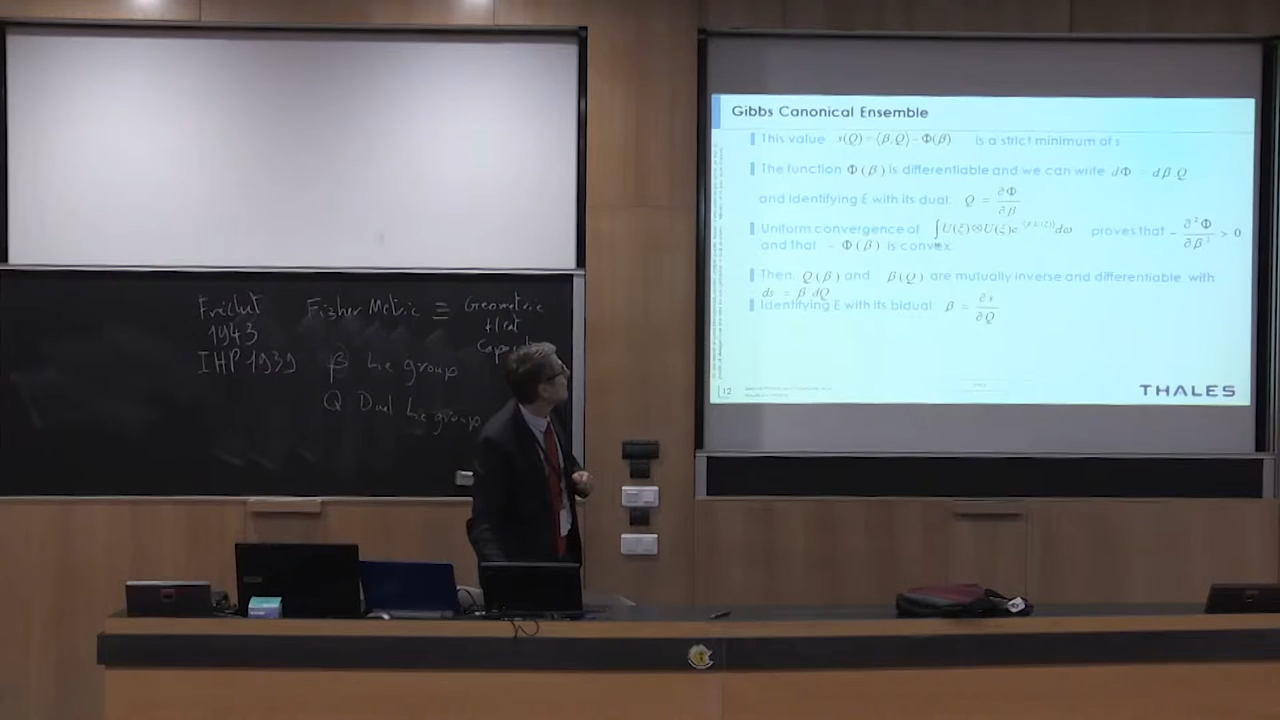 Fréchet
1943
IHP 1939
Fisher Metric ≡ Geometric
Heat
β Lie group
Q Dual Lie group
Gibbs Canonical Ensemble
This value s(Q) = ⟨β,Q⟩ - Φ(β) is a strict minimum of s
The function Φ(β) is differentiable and we can write dΦ = dβ.Q
and identifying E with its dual: Q = ∂Φ/∂β
Uniform convergence of ∫U(ξ)⊗U(ξ)e dω proves that - ∂²Φ/∂β² > 0
and that - Φ(β) is convex
Then, Q(β) and β(Q) are mutually inverse and differentiable, with
ds = β.dQ
Identifying E with its bidual: β = ∂s/∂Q
12
THALES